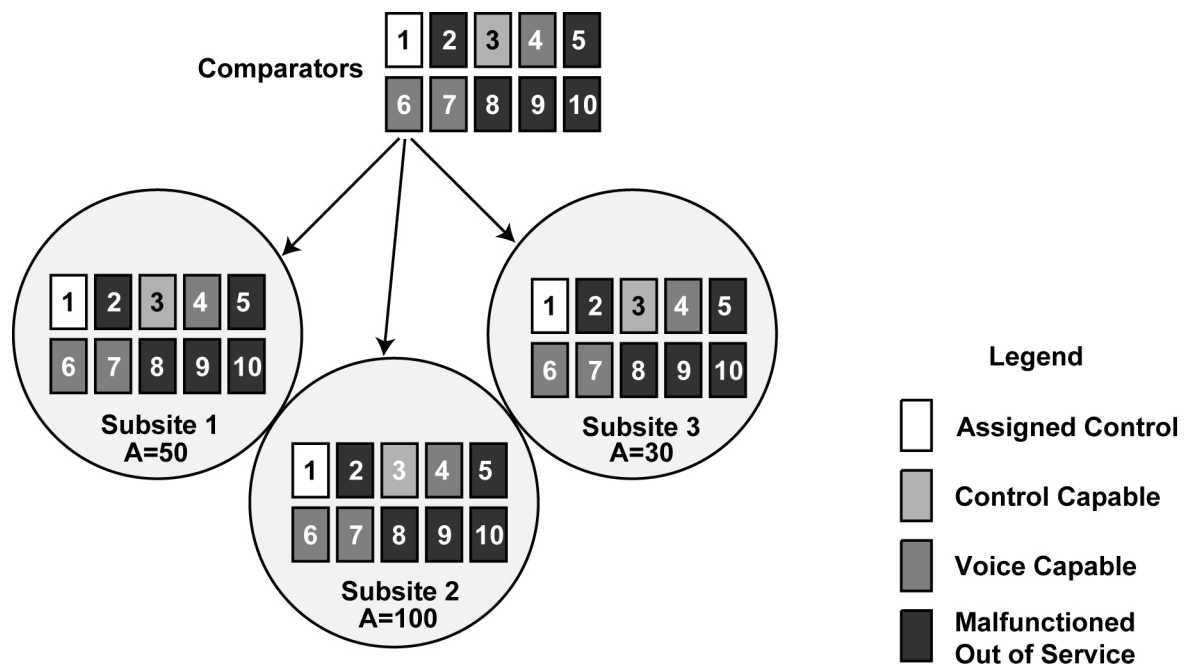 1 2 3 4 5
Comparators
6 7 8 9 10
1 2 3 4 5
6 7 8 9 10
Subsite 1
A=50
1 2 3 4 5
6 7 8 9 10
Subsite 2
A=100
1 2 3 4 5
6 7 8 9 10
Subsite 3
A=30
Legend
Assigned Control
Control Capable
Voice Capable
Malfunctioned
Out of Service